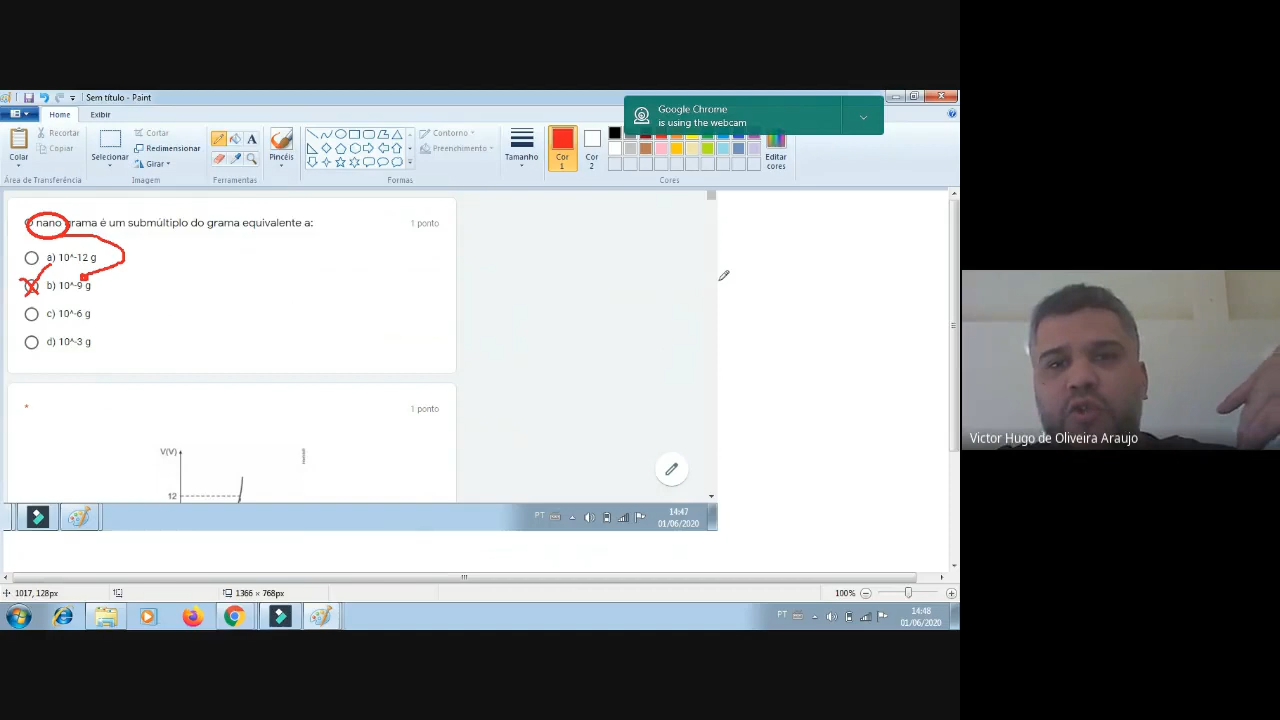 Sem título - Paint
Google Chrome
is using the webcam
Home
Exibir
Colar
Recortar
Copiar
Área de Transferência
Selecionar
Cortar
Redimensionar
Girar
Imagem
A
Ferramentas
Pincéis
Contorno
Preenchimento
Formas
Tamanho
Cor
1
Cor
2
Editar
cores
Cores
O nano grama é um submúltiplo do grama equivalente a:
1 ponto
a) 10^-12 g
b) 10^-9 g
c) 10^-6 g
d) 10^-3 g
*
1 ponto
V(V)
12
PT
14:47
01/06/2020
Victor Hugo de Oliveira Araujo
1017, 128px
1366 × 768px
100%
PT
14:48
01/06/2020